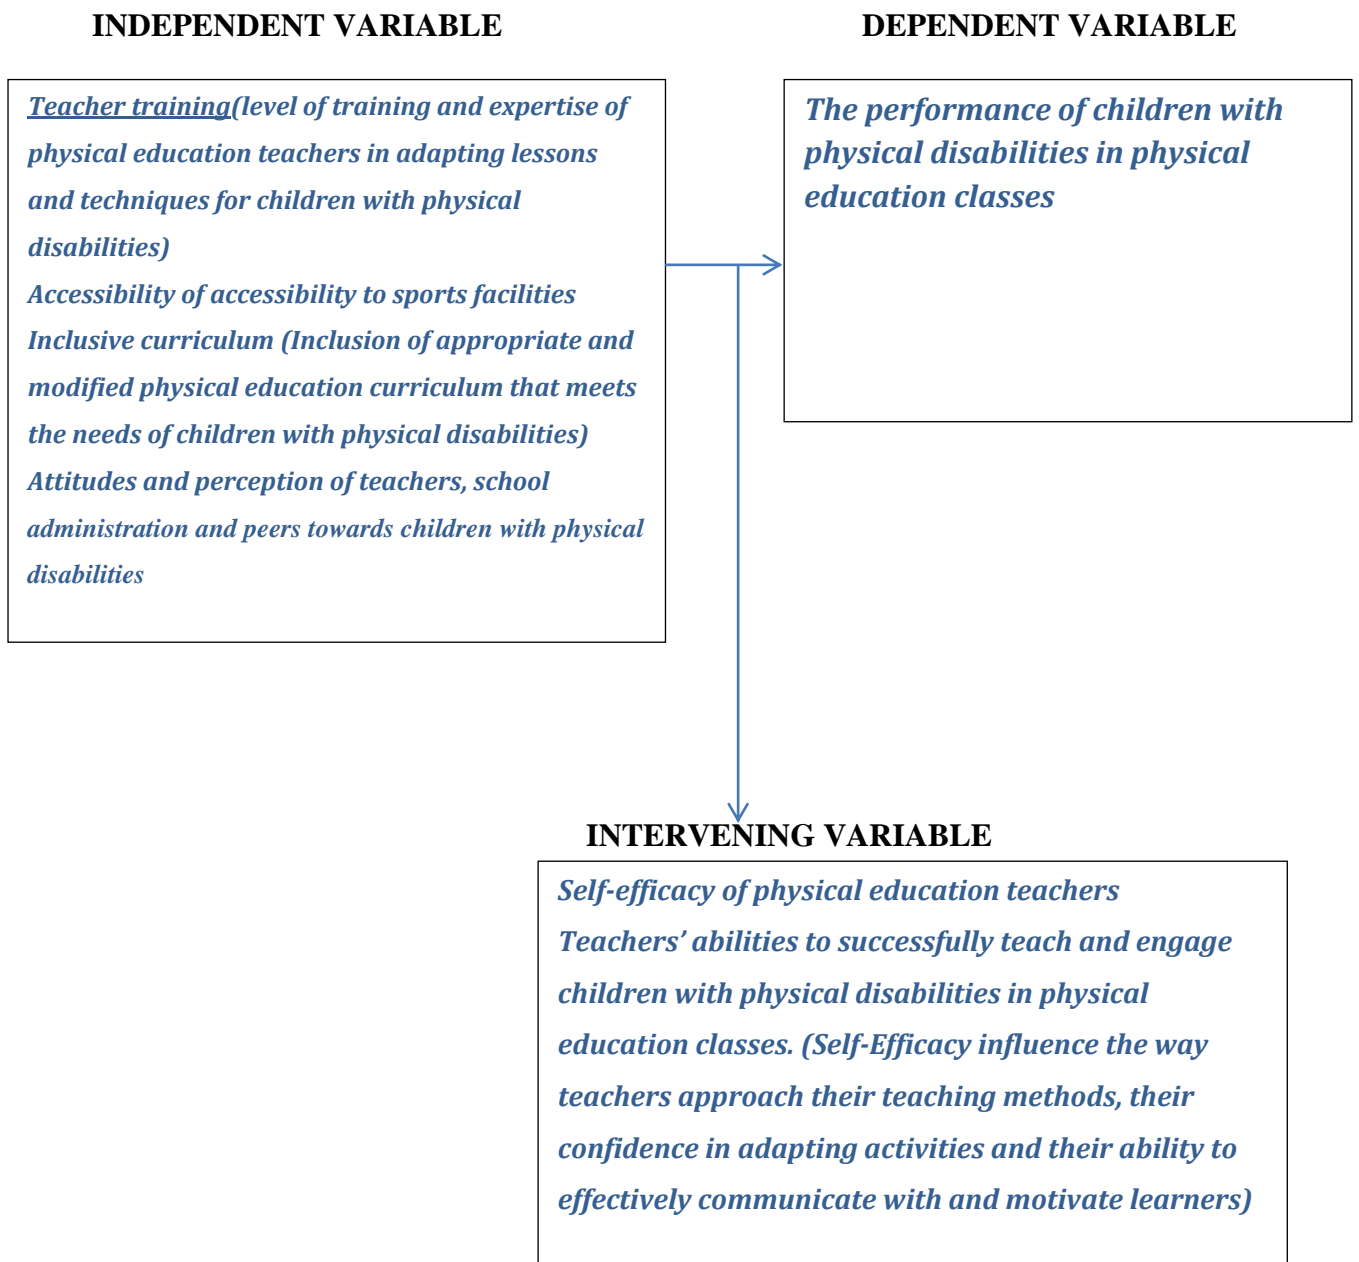 INDEPENDENT VARIABLE
DEPENDENT VARIABLE
Teacher training(level of training and expertise of
physical education teachers in adapting lessons
and techniques for children with physical
disabilities)
Accessibility of accessibility to sports facilities
Inclusive curriculum (Inclusion of appropriate and
modified physical education curriculum that meets
the needs of children with physical disabilities)
Attitudes and perception of teachers, school
administration and peers towards children with physical
disabilities
The performance of children with
physical disabilities in physical
education classes
INTERVENING VARIABLE
Self-efficacy of physical education teachers
Teachers’ abilities to successfully teach and engage
children with physical disabilities in physical
education classes. (Self-Efficacy influence the way
teachers approach their teaching methods, their
confidence in adapting activities and their ability to
effectively communicate with and motivate learners)